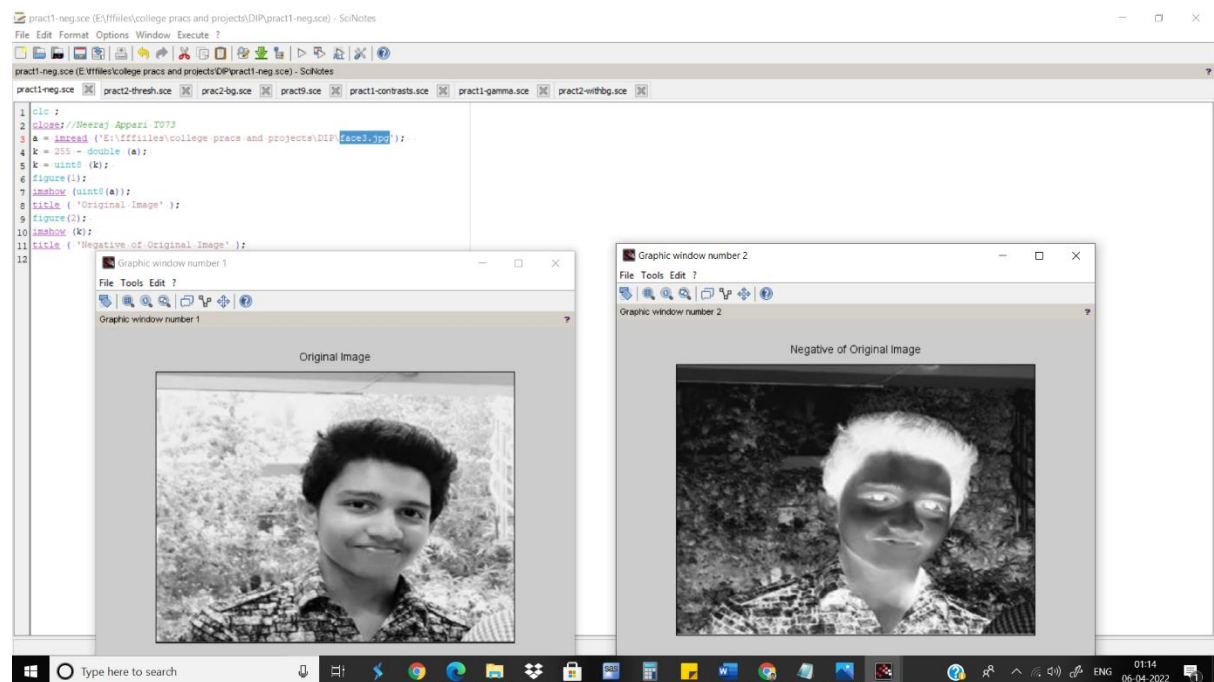 pract1-neg.sce (E:\fffiiles\college pracs and projects\DIP\pract1-neg.sce) - SciNotes
File Edit Format Options Window Execute ?
pract1-neg.sce (E:\fffiiles\college pracs and projects\DIP\pract1-neg.sce) - SciNotes ?
pract1-neg.sce pract2-thresh.sce prac2-bg.sce pract9.sce pract1-contrasts.sce pract1-gamma.sce pract2-withbg.sce
1 clc ;
2 close;//Neeraj Appari T073
3 a = imread ('E:\fffiiles\college pracs and projects\DIP\face3.jpg');
4 k = 255 - double (a);
5 k = uint8 (k);
6 figure(1);
7 imshow (uint8(a));
8 title ( 'Original Image' );
9 figure(2);
10 imshow (k);
11 title ( 'Negative of Original Image' );
12
Graphic window number 1
File Tools Edit ?
Graphic window number 1 ?
Original Image
Graphic window number 2
File Tools Edit ?
Graphic window number 2 ?
Negative of Original Image
Type here to search
SGS
ENG
01:14
06-04-2022
1